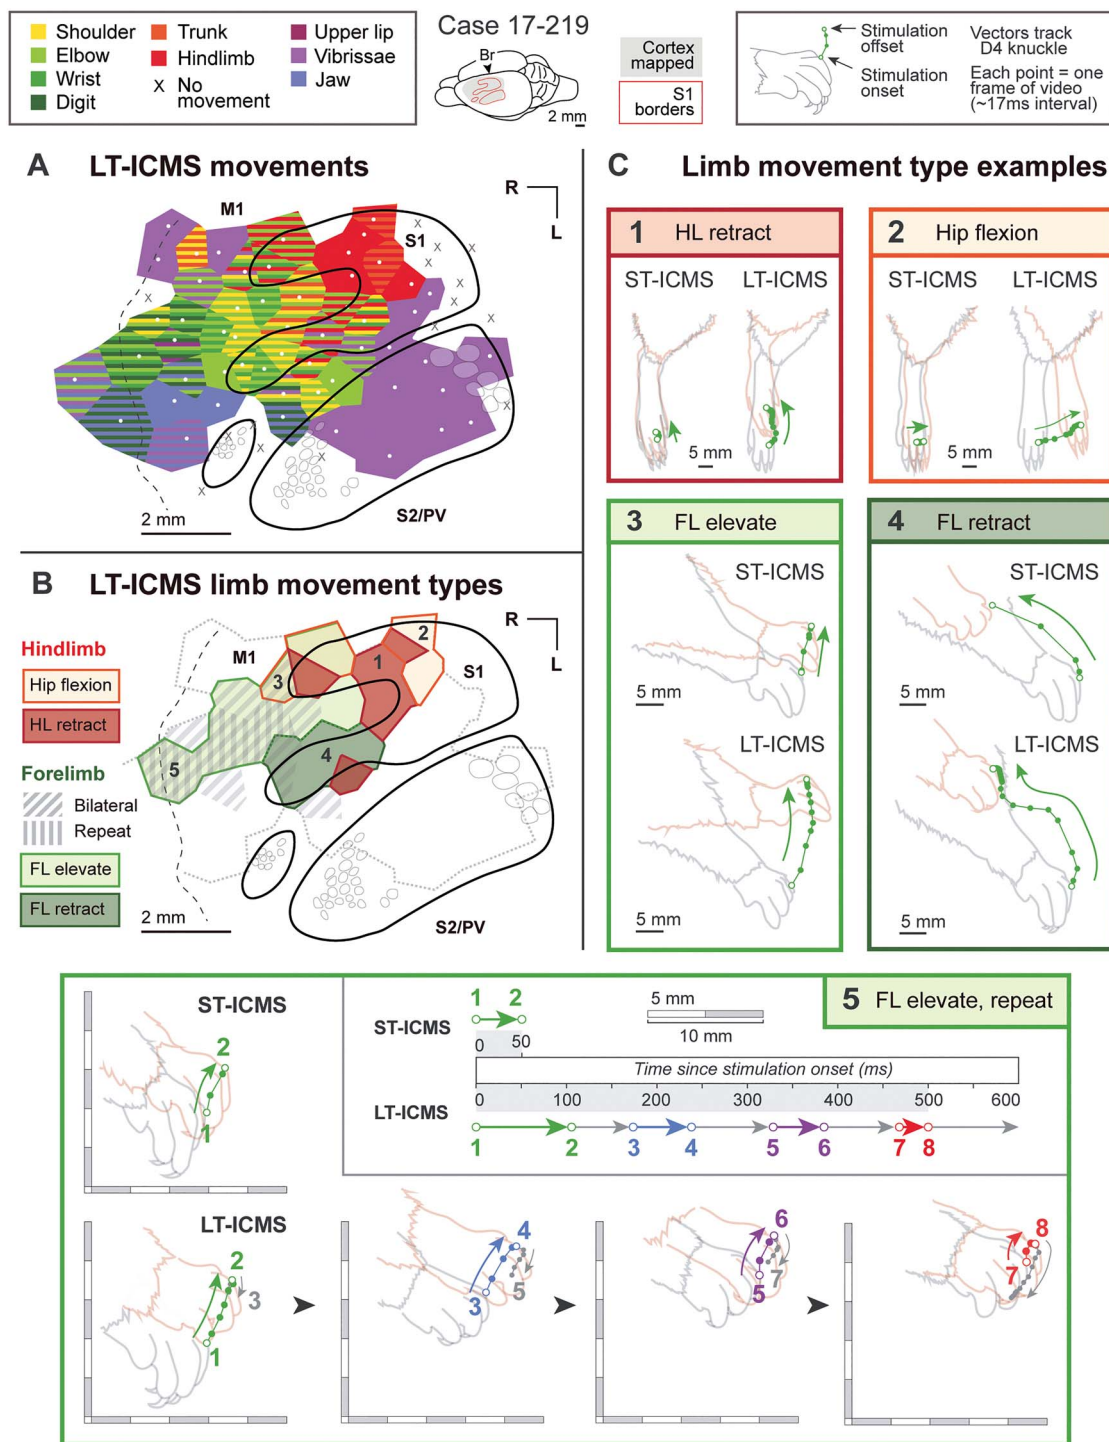 Shoulder
Elbow
Wrist
Digit
Trunk
Hindlimb
X No
movement
Upper lip
Vibrissae
Jaw
Case 17-219
Br
2 mm
Cortex
mapped
S1
borders
Stimulation
offset
Stimulation
onset
Vectors track
D4 knuckle
Each point = one
frame of video
(~17ms interval)
A LT-ICMS movements
R
L
M1
S1
X
X
X
X
X
X
X
X
X
X
X
X
S2/PV
2 mm
B LT-ICMS limb movement types
R
L
Hindlimb
Hip flexion
HL retract
Forelimb
Bilateral
Repeat
FL elevate
FL retract
M1
S1
1
2
3
4
5
S2/PV
2 mm
C Limb movement type examples
1 HL retract
ST-ICMS LT-ICMS
5 mm
2 Hip flexion
ST-ICMS LT-ICMS
5 mm
3 FL elevate
ST-ICMS
5 mm
LT-ICMS
5 mm
4 FL retract
ST-ICMS
5 mm
LT-ICMS
5 mm
5 FL elevate, repeat
ST-ICMS
1
2
ST-ICMS
1 2
0 50
5 mm
10 mm
Time since stimulation onset (ms)
0 100 200 300 400 500 600
LT-ICMS
1 2 3 4 5 6 7 8
LT-ICMS
1
2
3
3
4
5
5
6
7
7
8